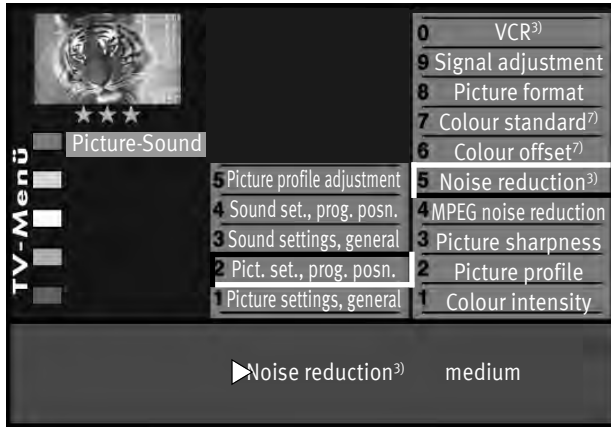 TV-Menü
Picture-Sound
5 Picture profile adjustment
4 Sound set., prog. posn.
3 Sound settings, general
2 Pict. set., prog. posn.
1 Picture settings, general
0 VCR3)
9 Signal adjustment
8 Picture format
7 Colour standard7)
6 Colour offset7)
5 Noise reduction3)
4 MPEG noise reduction
3 Picture sharpness
2 Picture profile
1 Colour intensity
Noise reduction3) medium